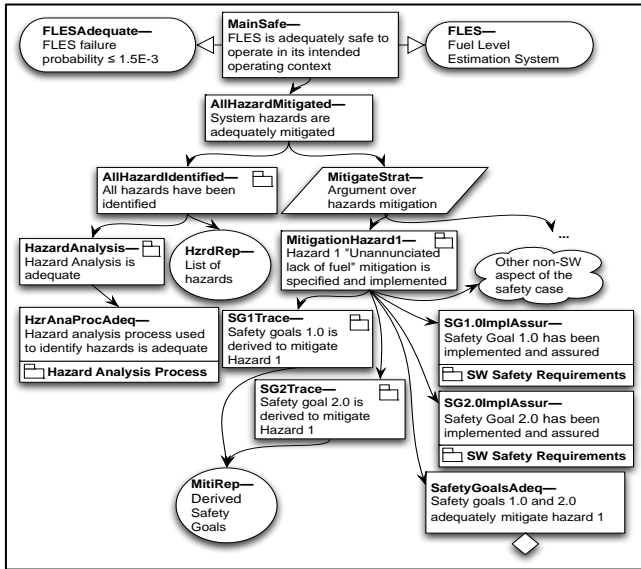 FLESAdequate—
FLES failure
probability ≤ 1.5E-3
MainSafe—
FLES is adequately safe to
operate in its intended
operating context
FLES—
Fuel Level
Estimation System
AllHazardMitigated—
System hazards are
adequately mitigated
AllHazardIdentified—
All hazards have been
identified
MitigateStrat—
Argument over
hazards mitigation
...
HazardAnalysis—
Hazard Analysis is
adequate
HzrdRep—
List of
hazards
MitigationHazard1—
Hazard 1 "Unannunciated
lack of fuel" mitigation is
specified and implemented
Other non-SW
aspect of the
safety case
HzrAnaProcAdeq—
Hazard analysis process used
to identify hazards is adequate
Hazard Analysis Process
SG1Trace—
Safety goals 1.0 is
derived to mitigate
Hazard 1
SG1.0ImplAssur—
Safety Goal 1.0 has been
implemented and assured
SW Safety Requirements
SG2Trace—
Safety goal 2.0 is
derived to mitigate
Hazard 1
SG2.0ImplAssur—
Safety Goal 2.0 has been
implemented and assured
SW Safety Requirements
MitiRep—
Derived
Safety
Goals
SafetyGoalsAdeq—
Safety goals 1.0 and 2.0
adequately mitigate hazard 1